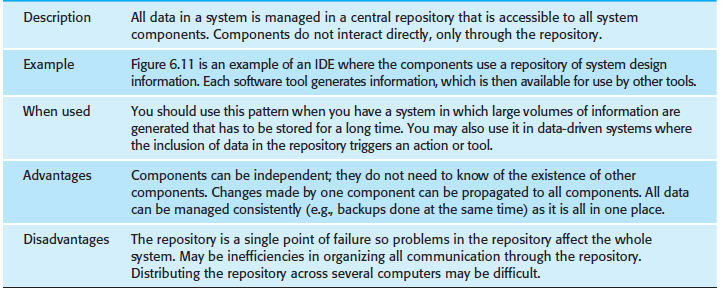 Description All data in a system is managed in a central repository that is accessible to all system
components. Components do not interact directly, only through the repository.
Example Figure 6.11 is an example of an IDE where the components use a repository of system design
information. Each software tool generates information, which is then available for use by other tools.
When used You should use this pattern when you have a system in which large volumes of information are
generated that has to be stored for a long time. You may also use it in data-driven systems where
the inclusion of data in the repository triggers an action or tool.
Advantages Components can be independent; they do not need to know of the existence of other
components. Changes made by one component can be propagated to all components. All data
can be managed consistently (e.g., backups done at the same time) as it is all in one place.
Disadvantages The repository is a single point of failure so problems in the repository affect the whole
system. May be inefficiencies in organizing all communication through the repository.
Distributing the repository across several computers may be difficult.